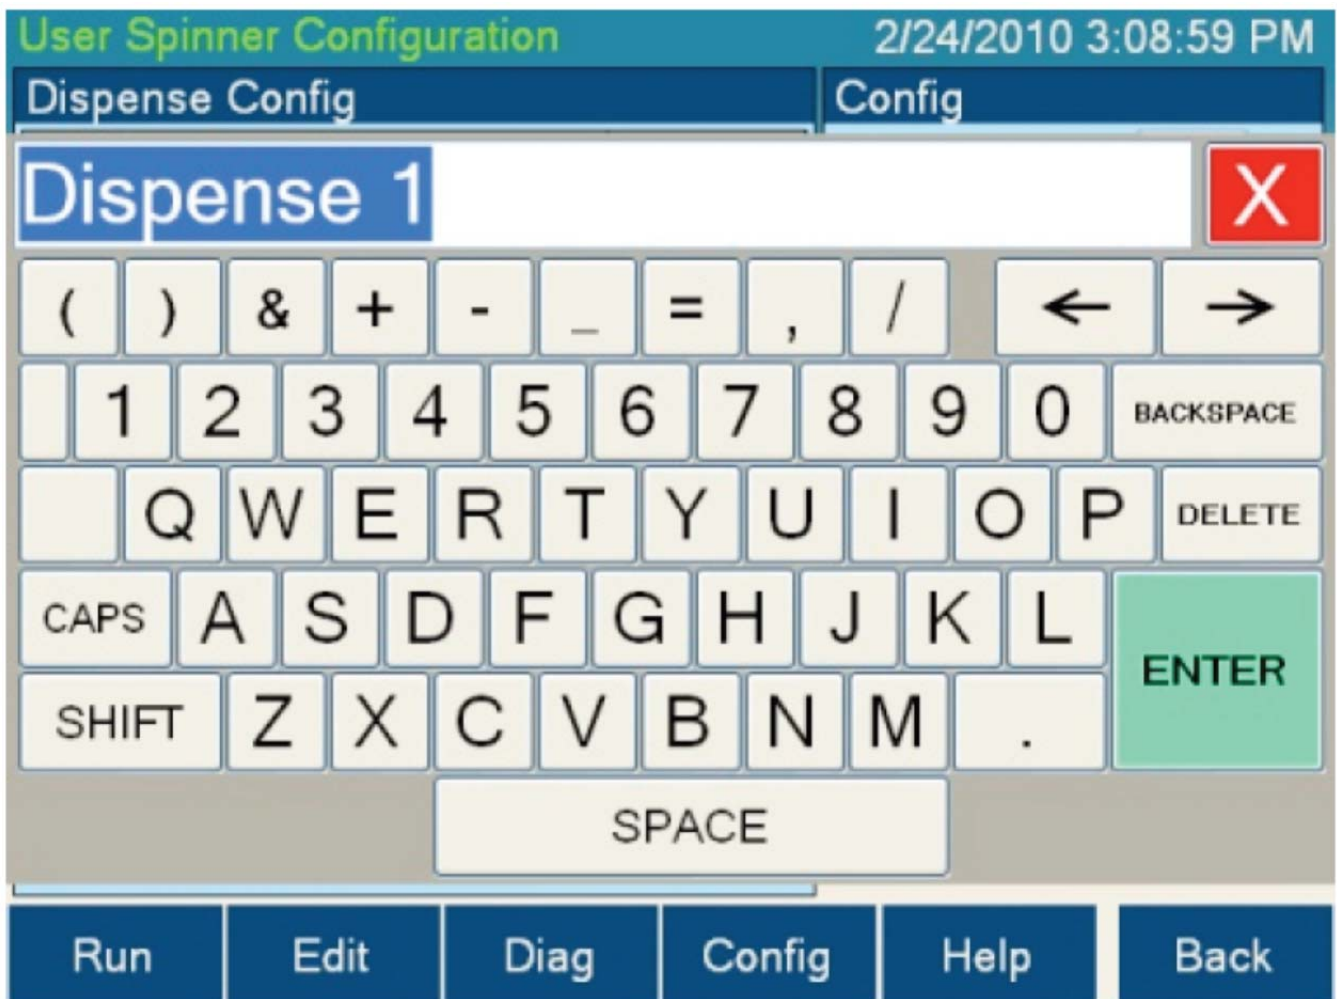 User Spinner Configuration 2/24/2010 3:08:59 PM
Dispense Config Config
Dispense 1 X
( ) & + - _ = , / ← →
1 2 3 4 5 6 7 8 9 0 BACKSPACE
Q W E R T Y U I O P DELETE
CAPS A S D F G H J K L
ENTER
SHIFT Z X C V B N M .
SPACE
Run Edit Diag Config Help Back